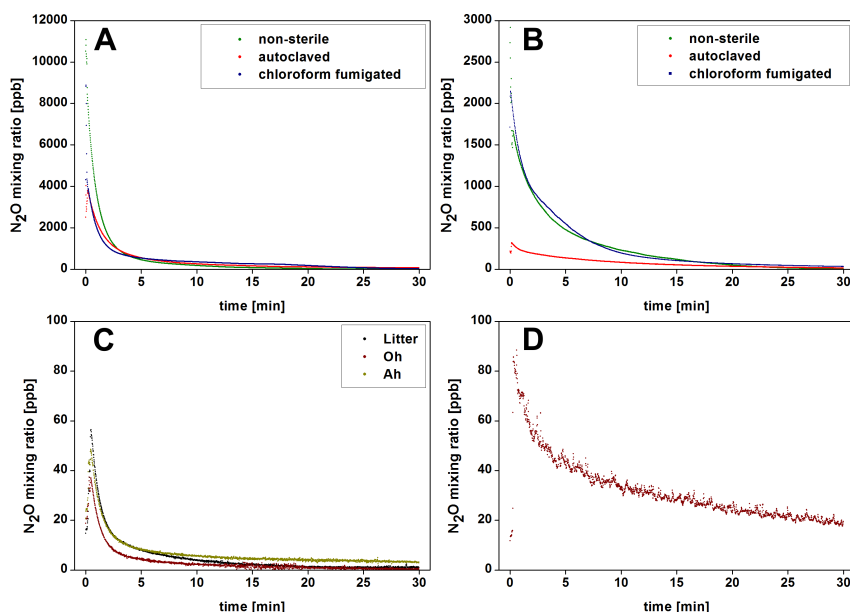 A
non-sterile
autoclaved
chloroform fumigated
N2O mixing ratio [ppb]
12000
10000
8000
6000
4000
2000
0
0 5 10 15 20 25 30
time [min]
B
non-sterile
autoclaved
chloroform fumigated
N2O mixing ratio [ppb]
3000
2500
2000
1500
1000
500
0
0 5 10 15 20 25 30
time [min]
C
Litter
Oh
Ah
N2O mixing ratio [ppb]
100
80
60
40
20
0
0 5 10 15 20 25 30
time [min]
D
N2O mixing ratio [ppb]
100
80
60
40
20
0
0 5 10 15 20 25 30
time [min]